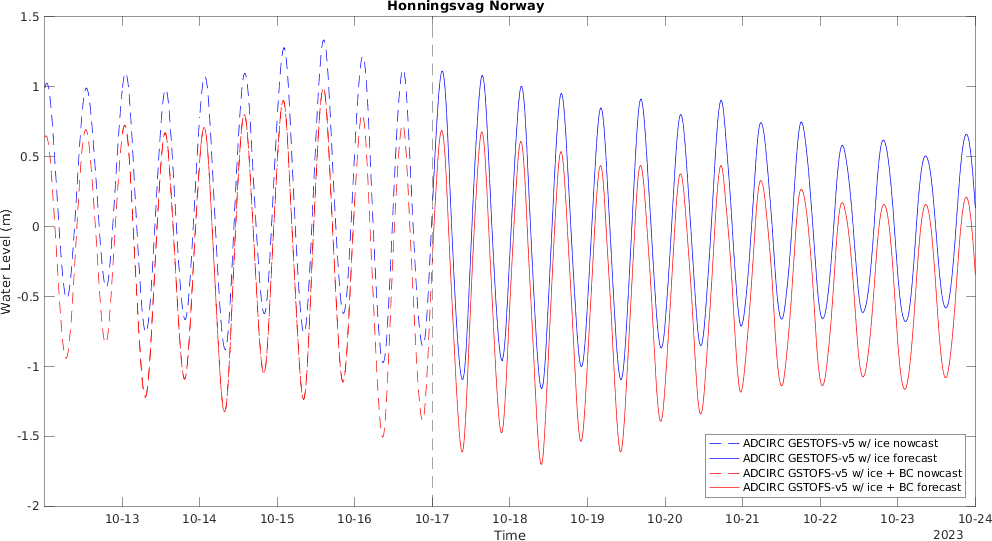 Honningsvag Norway
1.5
1
0.5
0
-0.5
-1
-1.5
-2
Water Level (m)
10-13 10-14 10-15 10-16 10-17 10-18 10-19 10-20 10-21 10-22 10-23 10-24
2023
Time
ADCIRC GESTOFS-v5 w/ ice nowcast
ADCIRC GESTOFS-v5 w/ ice forecast
ADCIRC GSTOFS-v5 w/ ice + BC nowcast
ADCIRC GSTOFS-v5 w/ ice + BC forecast